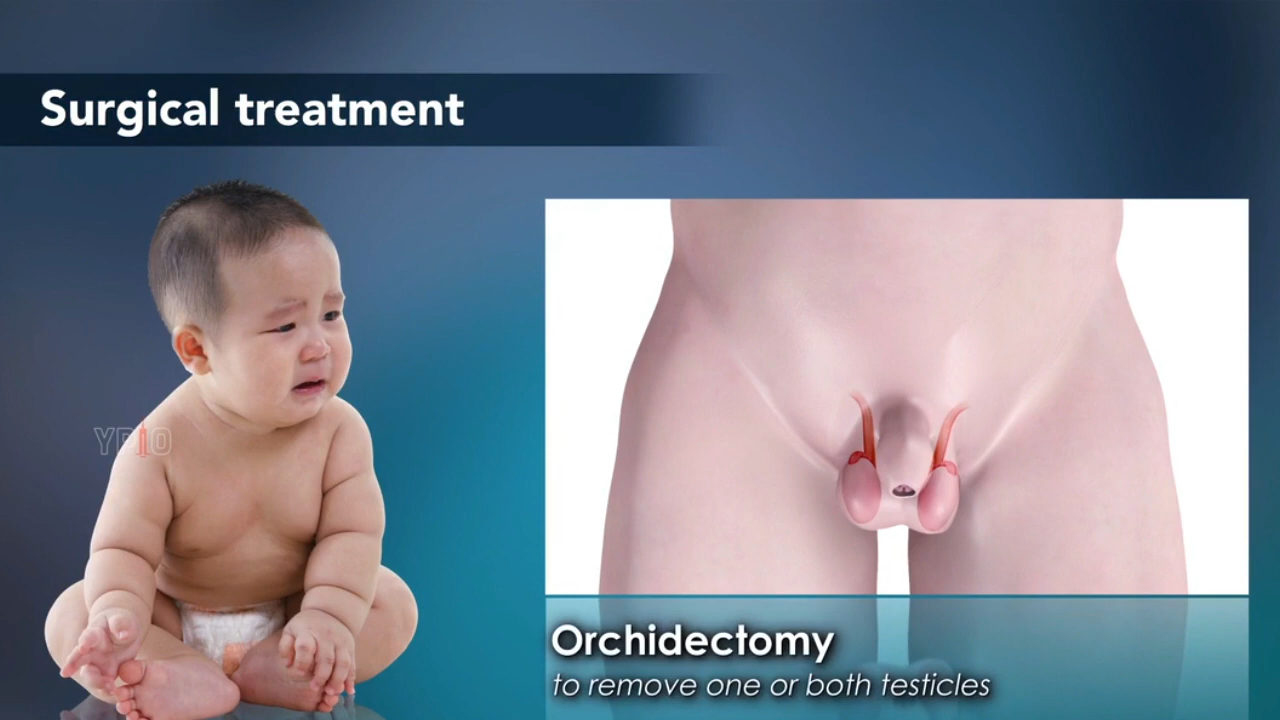 Surgical treatment
Orchidectomy
to remove one or both testicles